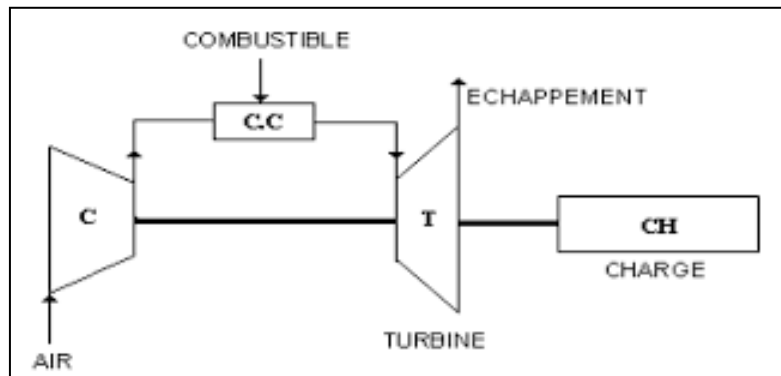 COMBUSTIBLE
ECHAPPEMENT
C.C
C
T
CH
CHARGE
TURBINE
AIR